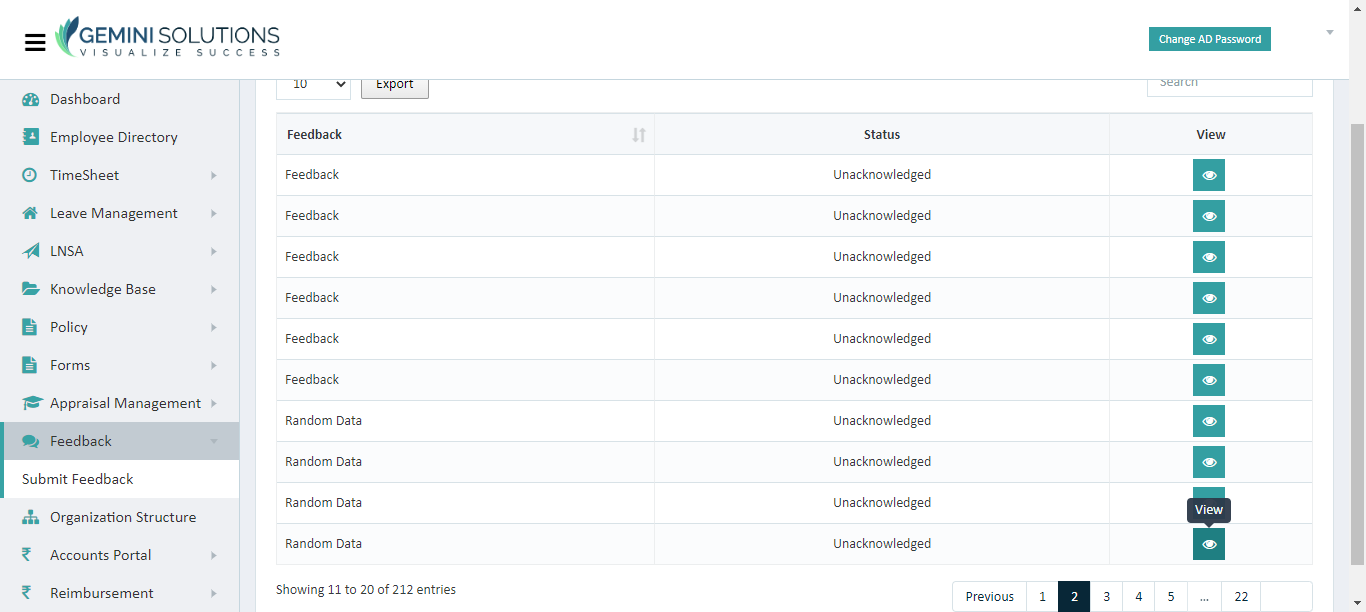 GEMINI SOLUTIONS
VISUALIZE SUCCESS
Change AD Password
Dashboard
Employee Directory
TimeSheet
Leave Management
LNSA
Knowledge Base
Policy
Forms
Appraisal Management
Feedback
Submit Feedback
Organization Structure
Accounts Portal
Reimbursement
10 Export Search
Feedback Status View
Feedback Unacknowledged
Feedback Unacknowledged
Feedback Unacknowledged
Feedback Unacknowledged
Feedback Unacknowledged
Feedback Unacknowledged
Random Data Unacknowledged
Random Data Unacknowledged
Random Data Unacknowledged
View
Random Data Unacknowledged
Showing 11 to 20 of 212 entries
Previous 1 2 3 4 5 ... 22